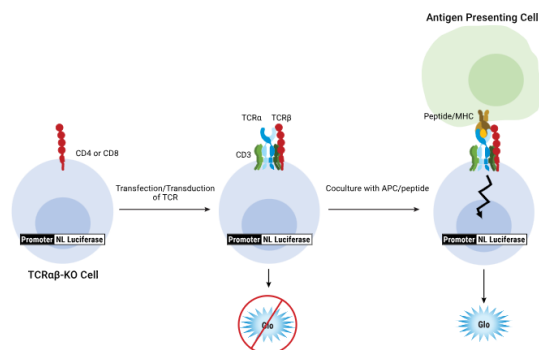 Antigen Presenting Cell
TCRα
TCRβ
Peptide/MHC
CD4 or CD8
CD3
Transfection/Transduction
of TCR
Coculture with APC/peptide
Promoter NL Luciferase
Promoter NL Luciferase
Promoter NL Luciferase
TCRαβ-KO Cell
Glo
Glo